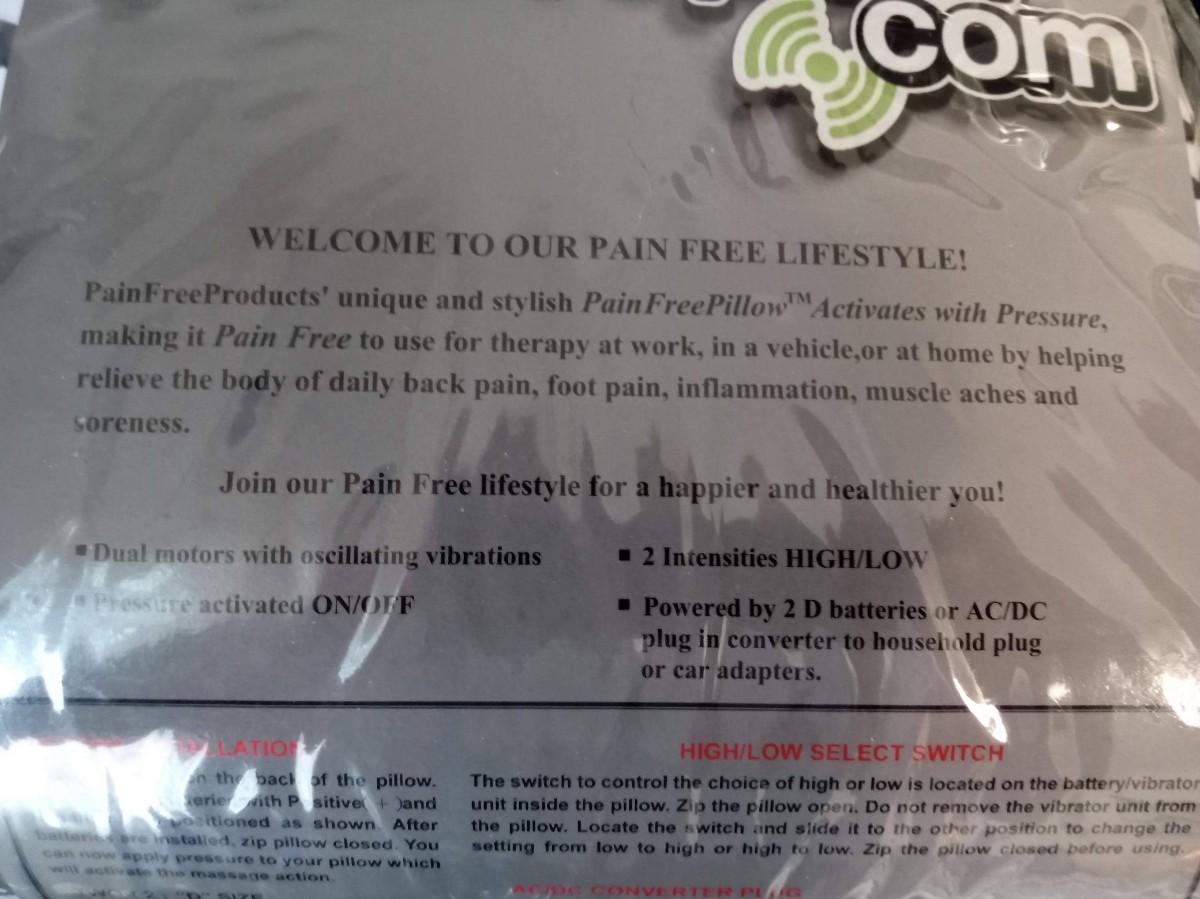 com
WELCOME TO OUR PAIN FREE LIFESTYLE!
PainFreeProducts' unique and stylish PainFreePillow™ Activates with Pressure,
making it Pain Free to use for therapy at work, in a vehicle,or at home by helping
relieve the body of daily back pain, foot pain, inflammation, muscle aches and
soreness.
Join our Pain Free lifestyle for a happier and healthier you!
▪ Dual motors with oscillating vibrations
▪ Pressure activated ON/OFF
▪ 2 Intensities HIGH/LOW
▪ Powered by 2 D batteries or AC/DC
plug in converter to household plug
or car adapters.
on the back of the pillow.
with Positive( + )and
positioned as shown. After
batteries are installed, zip pillow closed. You
can now apply pressure to your pillow which
will activate the massage action.
"D" SIZE
HIGH/LOW SELECT SWITCH
The switch to control the choice of high or low is located on the battery/vibrator
unit inside the pillow. Zip the pillow open. Do not remove the vibrator unit from
the pillow. Locate the switch and slide it to the other position to change the
setting from low to high or high to low. Zip the pillow closed before using.
AC/DC CONVERTER PLUG